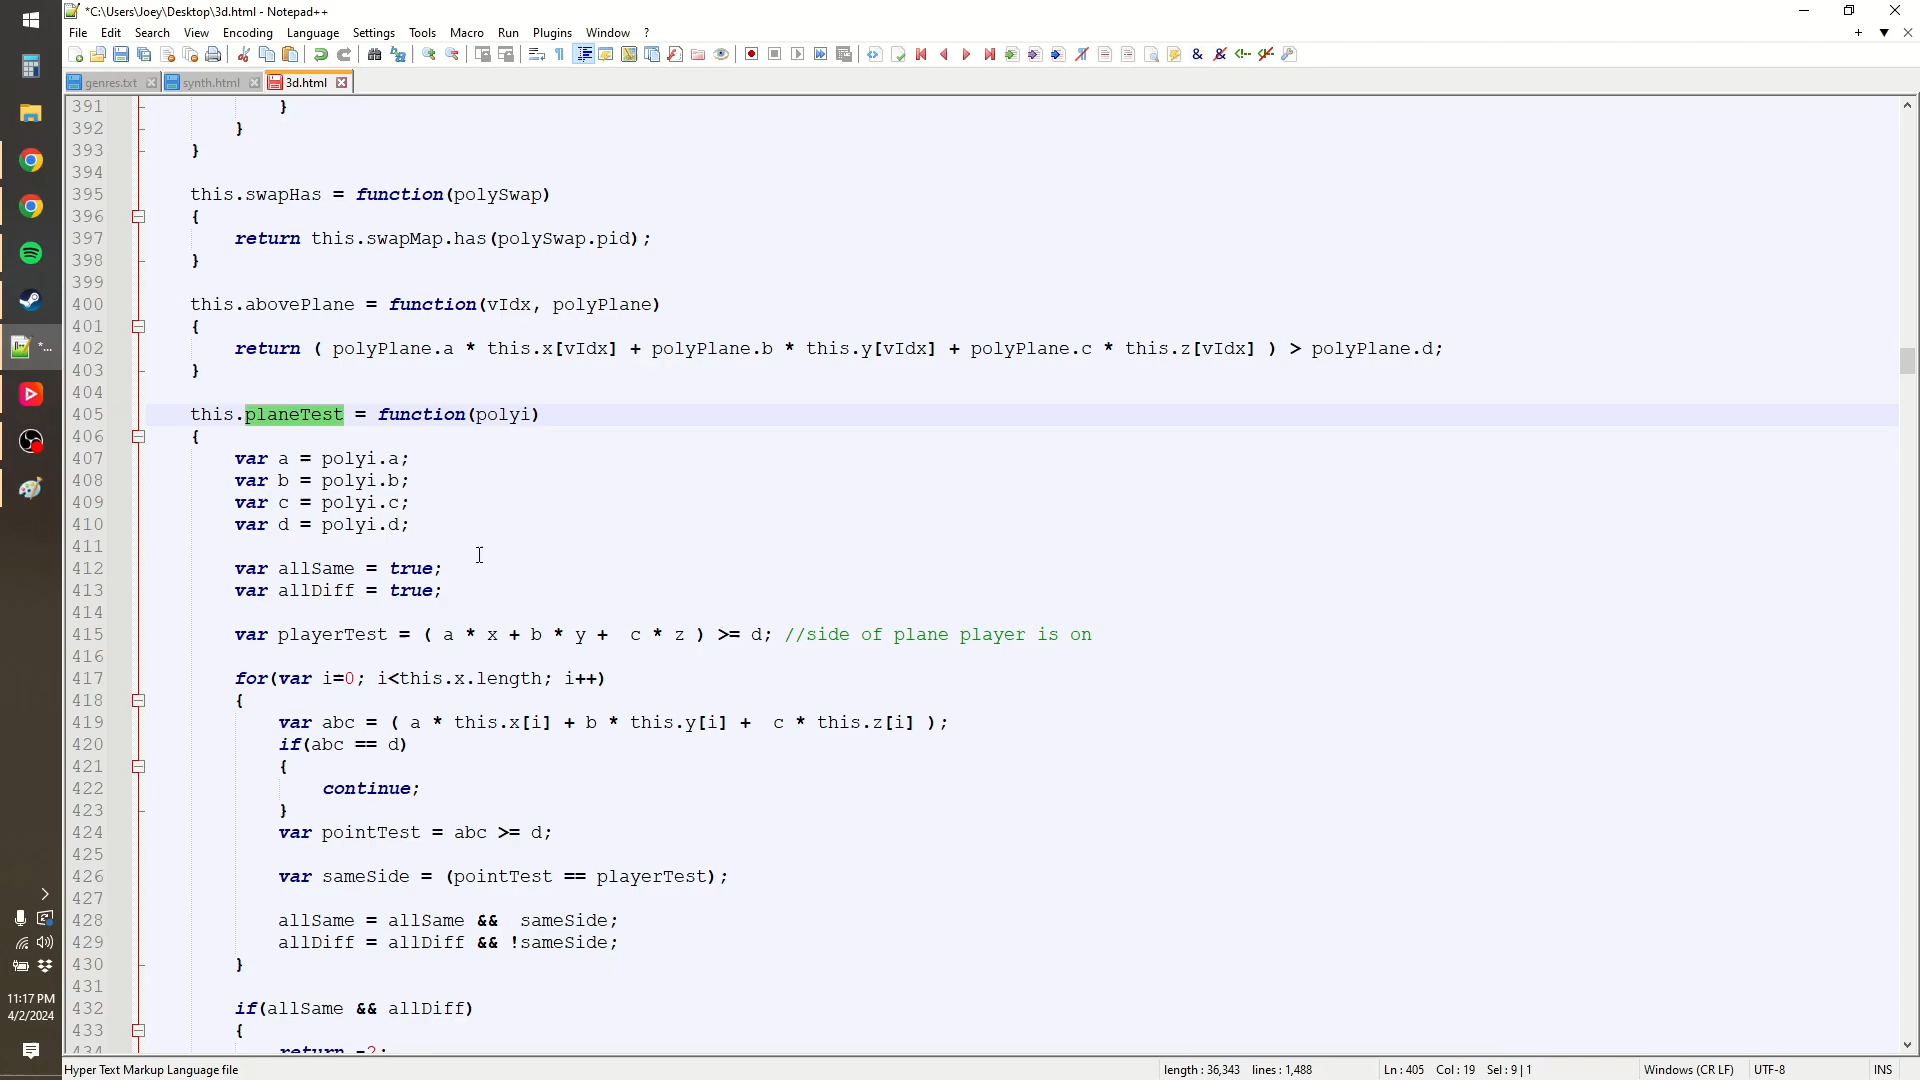 *C:\Users\Joey\Desktop\3d.html - Notepad++
File Edit Search View Encoding Language Settings Tools Macro Run Plugins Window ?
genres.txt synth.html 3d.html
391 }
392 }
393 }
394
395 this.swapHas = function(polySwap)
396 {
397 return this.swapMap.has(polySwap.pid);
398 }
399
400 this.abovePlane = function(vIdx, polyPlane)
401 {
402 return ( polyPlane.a * this.x[vIdx] + polyPlane.b * this.y[vIdx] + polyPlane.c * this.z[vIdx] ) > polyPlane.d;
403 }
404
405 this.planeTest = function(polyi)
406 {
407 var a = polyi.a;
408 var b = polyi.b;
409 var c = polyi.c;
410 var d = polyi.d;
411
412 var allSame = true;
413 var allDiff = true;
414
415 var playerTest = ( a * x + b * y +  c * z ) >= d; //side of plane player is on
416
417 for(var i=0; i<this.x.length; i++)
418 {
419 var abc = ( a * this.x[i] + b * this.y[i] +  c * this.z[i] );
420 if(abc == d)
421 {
422 continue;
423 }
424 var pointTest = abc >= d;
425
426 var sameSide = (pointTest == playerTest);
427
428 allSame = allSame &&  sameSide;
429 allDiff = allDiff && !sameSide;
430 }
431
432 if(allSame && allDiff)
433 {
434 return -2;
11:17 PM
4/2/2024
Hyper Text Markup Language file length : 36,343 lines : 1,488 Ln : 405 Col : 19 Sel : 9 | 1 Windows (CR LF) UTF-8 INS